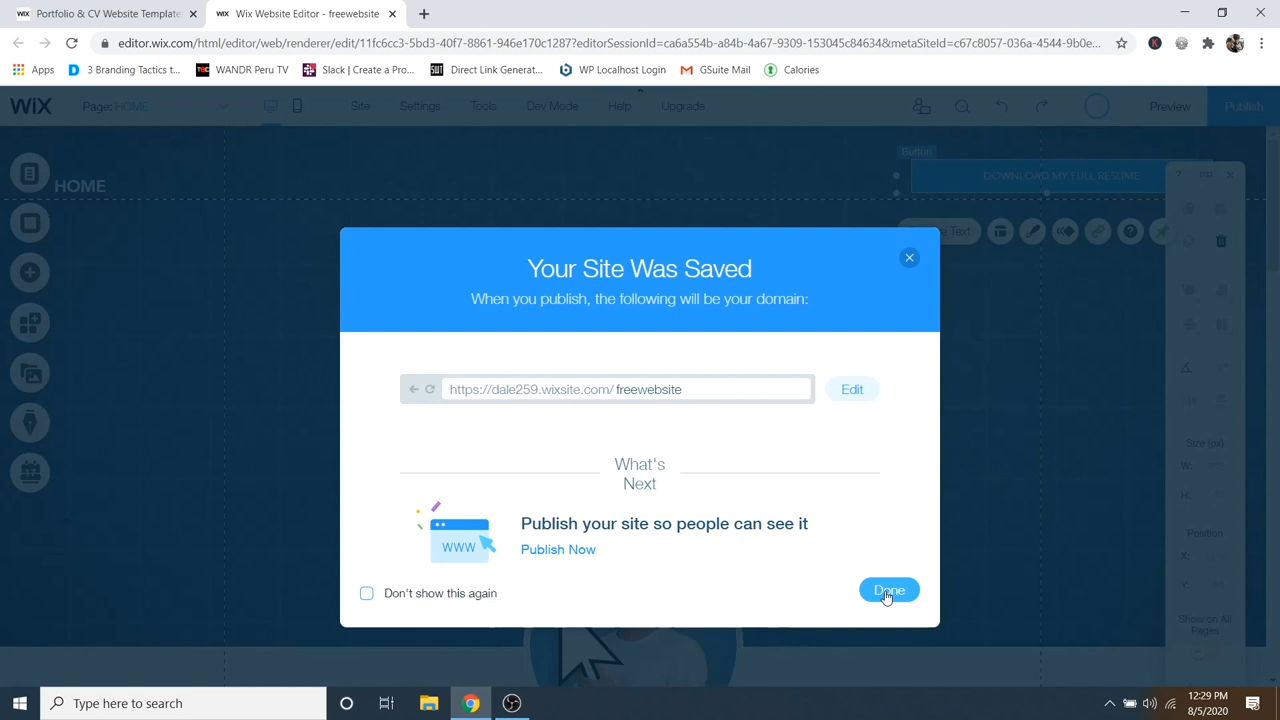 WIX Portfolio & CV Website Template
WIX Wix Website Editor - freewebsite
editor.wix.com/html/editor/web/renderer/edit/11fc6cc3-5bd3-40f7-8861-946e170c1287?editorSessionId=ca6a554b-a84b-4a67-9309-153045c84634&metaSiteId=c67c8057-036a-4544-9b0e...
Apps 3 Branding Tactics t... WANDR Peru TV Slack | Create a Pro... Direct Link Generat... WP Localhost Login GSuite Mail Calories
WiX Page: HOME Site Settings Tools Dev Mode Help Upgrade Preview Publish
Button
DOWNLOAD MY FULL RESUME
HOME
Text
Your Site Was Saved
When you publish, the following will be your domain:
https://dale259.wixsite.com/ freewebsite Edit
What's
Next
Publish your site so people can see it
WWW
Publish Now
Don't show this again
Done
Size (px)
W:
H:
Position
X:
Y:
Show on All
Pages
Type here to search
12:29 PM
8/5/2020